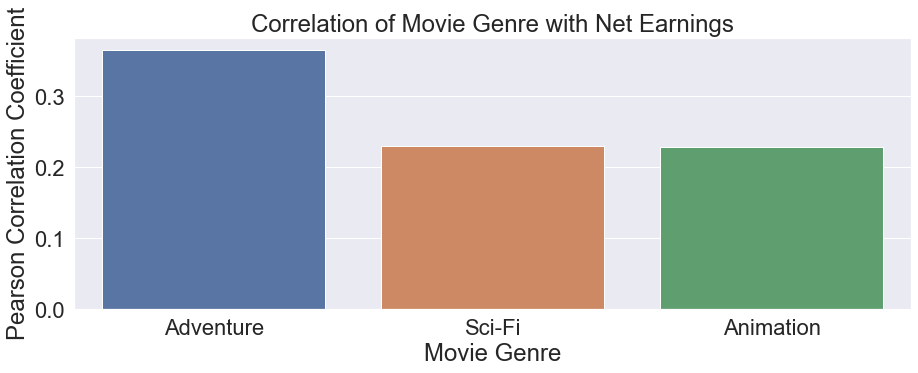 Correlation of Movie Genre with Net Earnings
Pearson Correlation Coefficient
0.3
0.2
0.1
0.0
Adventure Sci-Fi Animation
Movie Genre